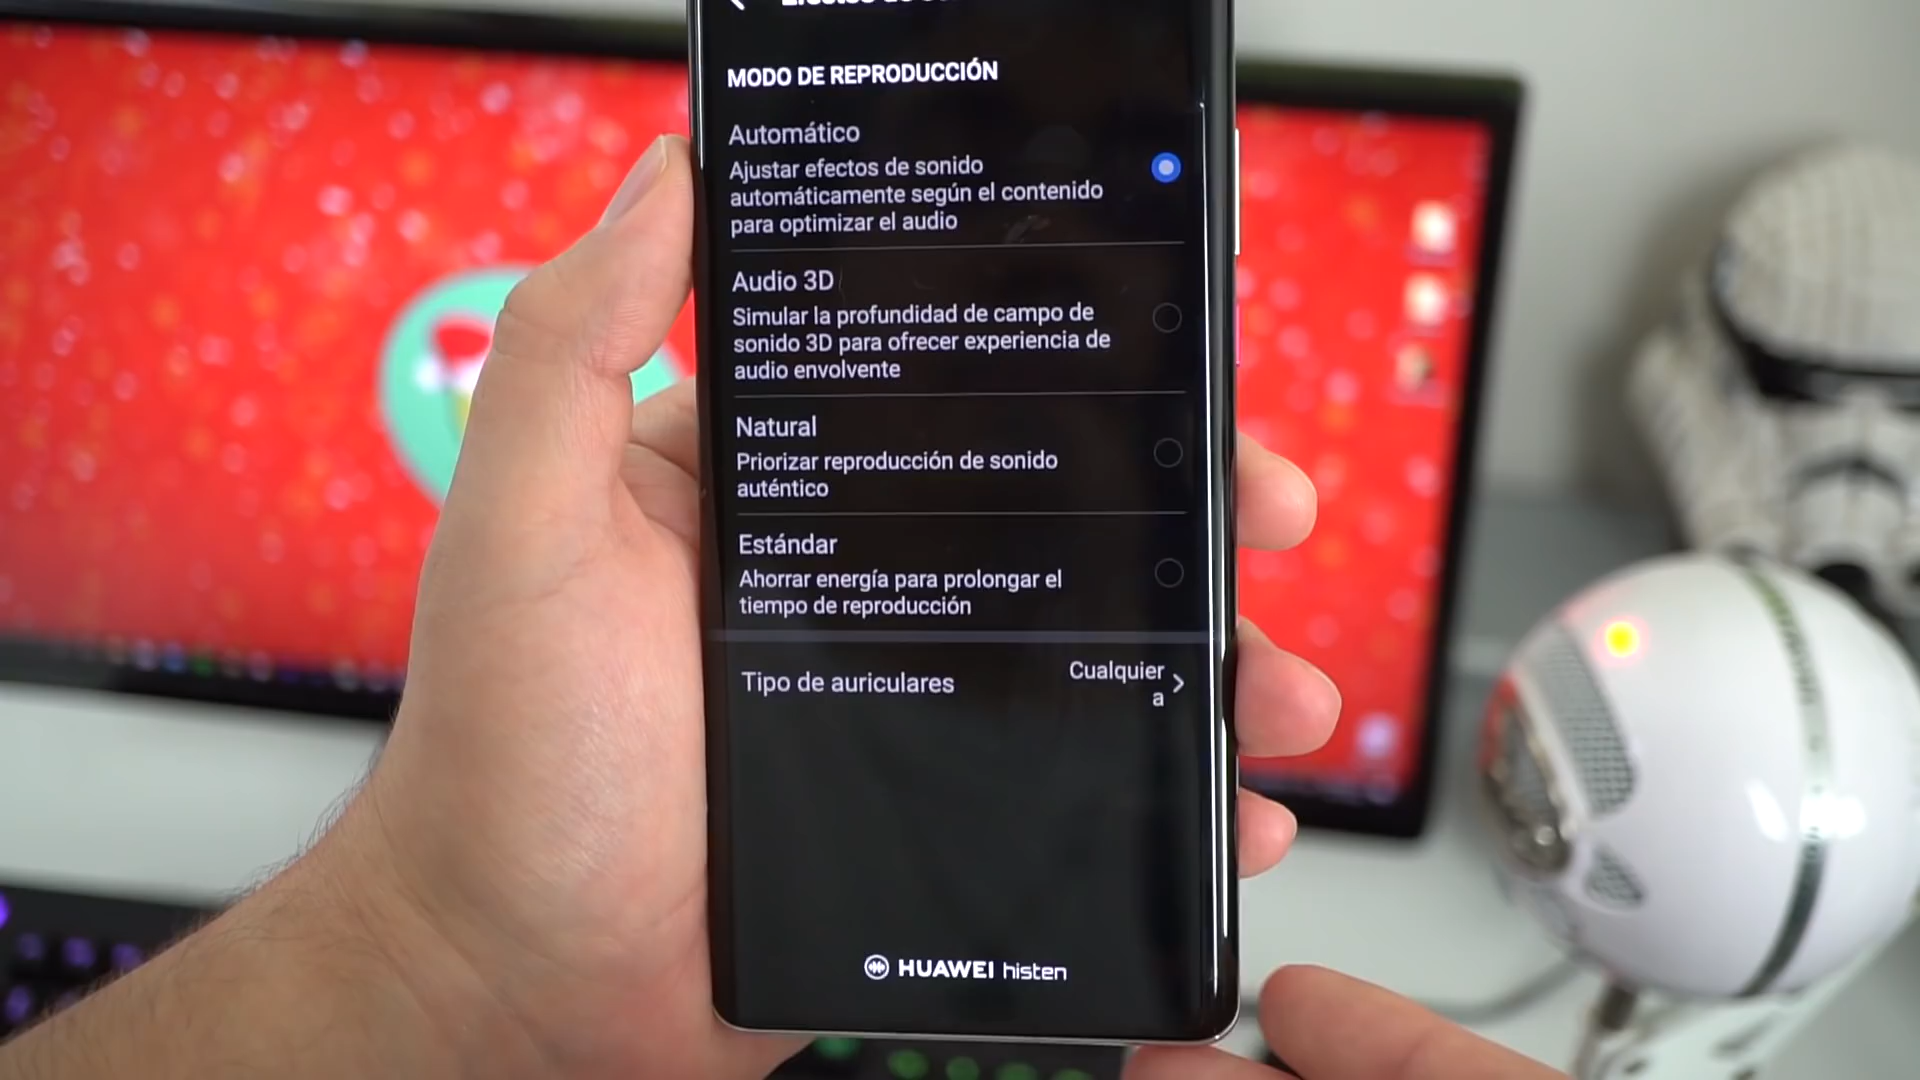 MODO DE REPRODUCCIÓN
Automático
Ajustar efectos de sonido
automáticamente según el contenido
para optimizar el audio
Audio 3D
Simular la profundidad de campo de
sonido 3D para ofrecer experiencia de
audio envolvente
Natural
Priorizar reproducción de sonido
auténtico
Estándar
Ahorrar energía para prolongar el
tiempo de reproducción
Tipo de auriculares
Cualquier
a
HUAWEI histen